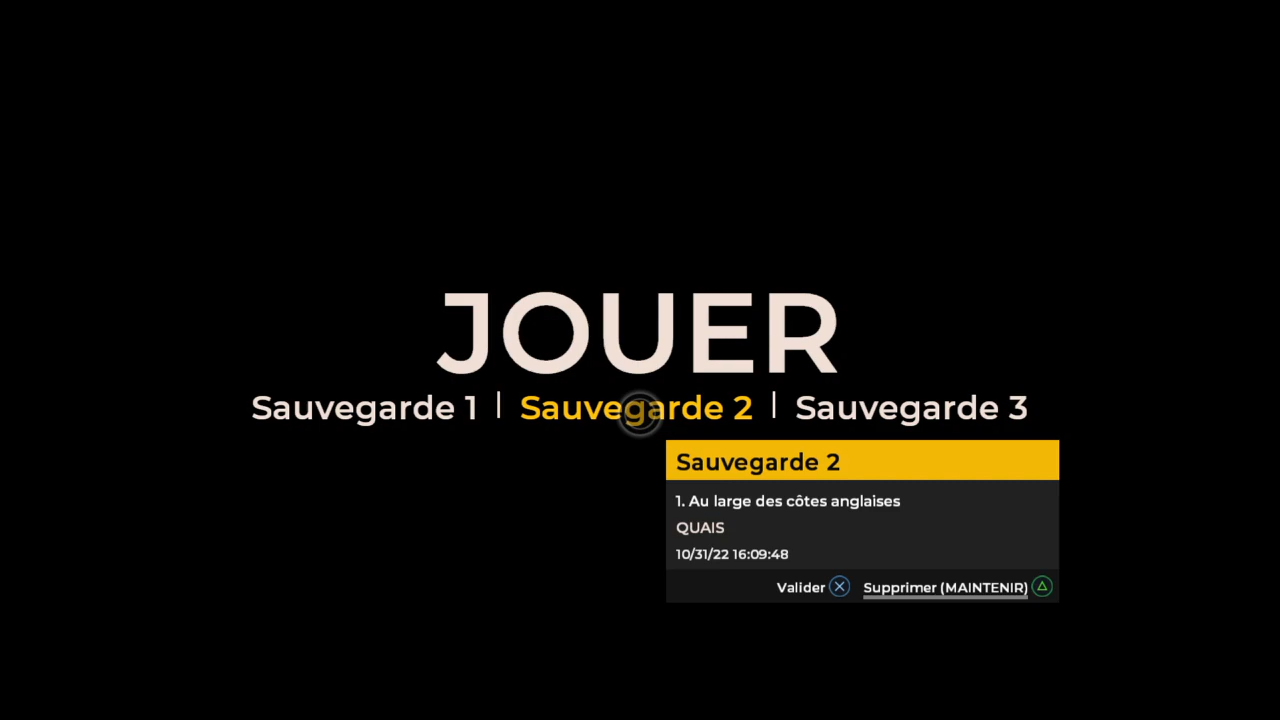 JOUER
Sauvegarde 1 | Sauvegarde 2 | Sauvegarde 3
Sauvegarde 2
1. Au large des côtes anglaises
QUAIS
10/31/22 16:09:48
Valider Supprimer (MAINTENIR)